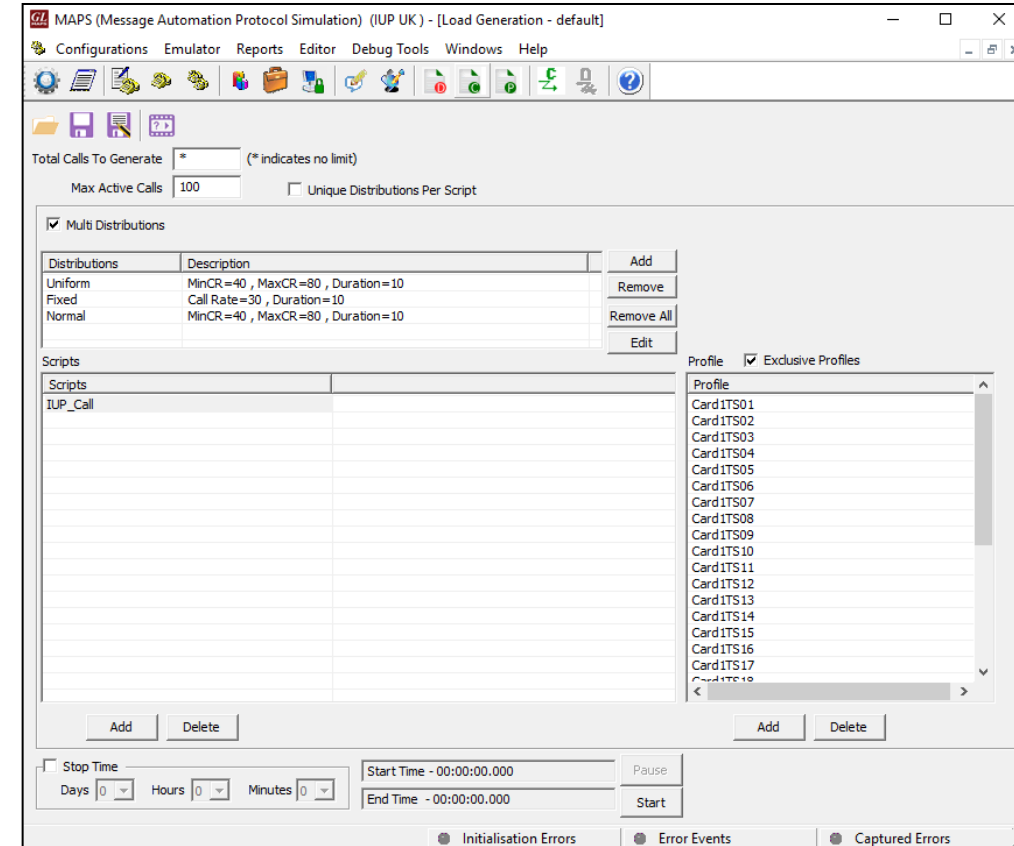 GL MAPS MAPS (Message Automation Protocol Simulation) (IUP UK ) - [Load Generation - default]
Configurations Emulator Reports Editor Debug Tools Windows Help
Total Calls To Generate * (* indicates no limit)
Max Active Calls 100 Unique Distributions Per Script
Multi Distributions
Distributions Description
Uniform MinCR=40 , MaxCR=80 , Duration=10
Fixed Call Rate=30 , Duration=10
Normal MinCR=40 , MaxCR=80 , Duration=10
Add
Remove
Remove All
Edit
Scripts
Scripts
IUP_Call
Add Delete
Profile Exclusive Profiles
Profile
Card1TS01
Card1TS02
Card1TS03
Card1TS04
Card1TS05
Card1TS06
Card1TS07
Card1TS08
Card1TS09
Card1TS10
Card1TS11
Card1TS12
Card1TS13
Card1TS14
Card1TS15
Card1TS16
Card1TS17
Card1TS18
Add Delete
Stop Time
Days 0 Hours 0 Minutes 0
Start Time - 00:00:00.000
End Time - 00:00:00.000
Pause
Start
Initialisation Errors Error Events Captured Errors